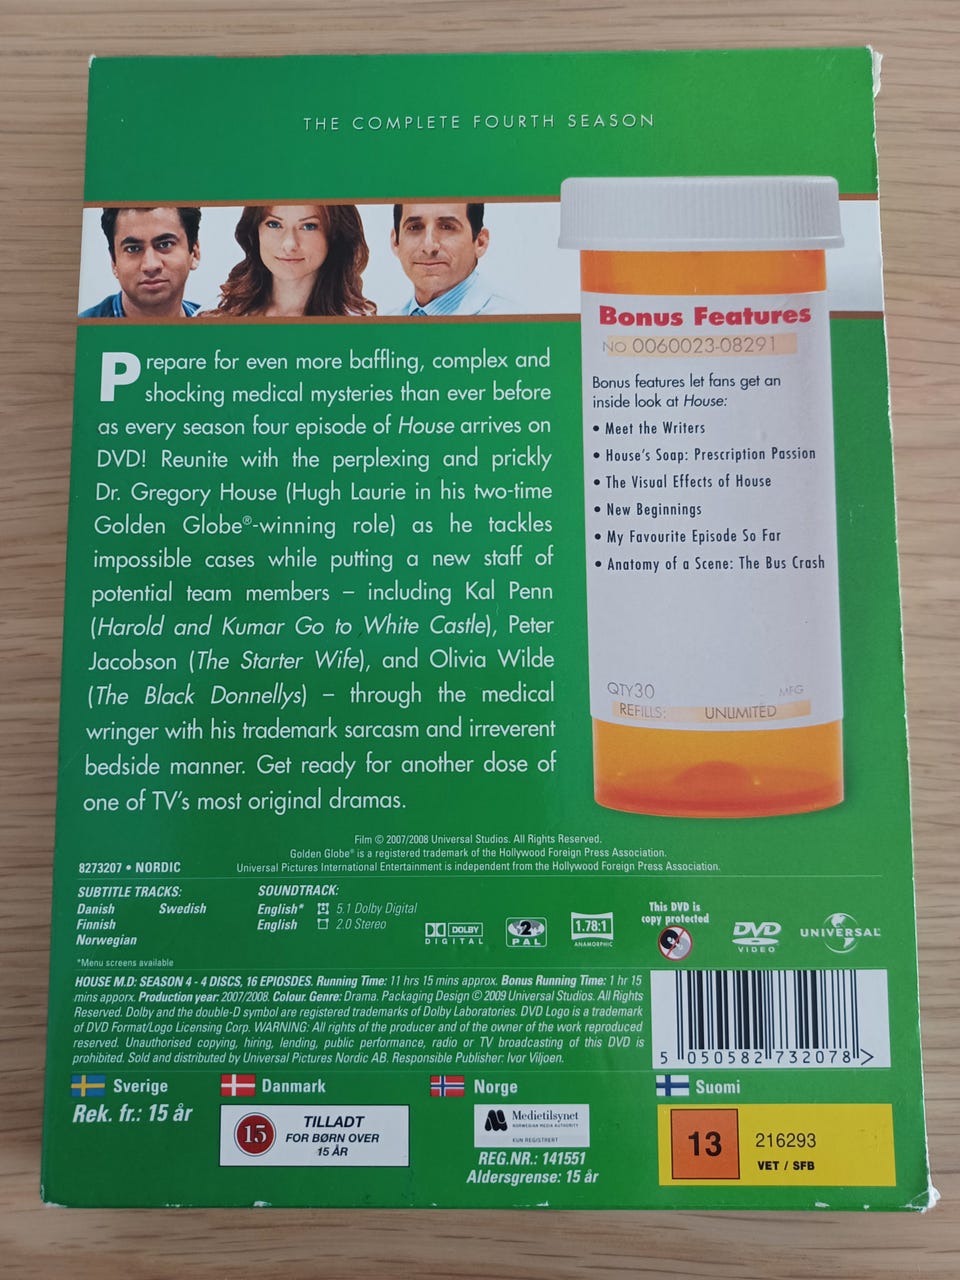 THE COMPLETE FOURTH SEASON
Prepare for even more baffling, complex and
shocking medical mysteries than ever before
as every season four episode of House arrives on
DVD! Reunite with the perplexing and prickly
Dr. Gregory House (Hugh Laurie in his two-time
Golden Globe®-winning role) as he tackles
impossible cases while putting a new staff of
potential team members – including Kal Penn
(Harold and Kumar Go to White Castle), Peter
Jacobson (The Starter Wife), and Olivia Wilde
(The Black Donnellys) – through the medical
wringer with his trademark sarcasm and irreverent
bedside manner. Get ready for another dose of
one of TV's most original dramas.
Bonus Features
NO 0060023-08291
Bonus features let fans get an
inside look at House:
• Meet the Writers
• House's Soap: Prescription Passion
• The Visual Effects of House
• New Beginnings
• My Favourite Episode So Far
• Anatomy of a Scene: The Bus Crash
QTY30 MFG
REFILLS: UNLIMITED
Film © 2007/2008 Universal Studios. All Rights Reserved.
Golden Globe® is a registered trademark of the Hollywood Foreign Press Association.
Universal Pictures International Entertainment is independent from the Hollywood Foreign Press Association.
8273207 • NORDIC
SUBTITLE TRACKS:
Danish Swedish
Finnish
Norwegian
*Menu screens available
SOUNDTRACK:
English* 5.1 Dolby Digital
English 2.0 Stereo
DOLBY
DIGITAL
2
PAL
1.78:1
ANAMORPHIC
This DVD is
copy protected
DVD
VIDEO
UNIVERSAL
HOUSE M.D: SEASON 4 - 4 DISCS, 16 EPIOSDES. Running Time: 11 hrs 15 mins approx. Bonus Running Time: 1 hr 15
mins apporx. Production year: 2007/2008. Colour. Genre: Drama. Packaging Design © 2009 Universal Studios. All Rights
Reserved. Dolby and the double-D symbol are registered trademarks of Dolby Laboratories. DVD Logo is a trademark
of DVD Format/Logo Licensing Corp. WARNING: All rights of the producer and of the owner of the work reproduced
reserved. Unauthorised copying, hiring, lending, public performance, radio or TV broadcasting of this DVD is
prohibited. Sold and distributed by Universal Pictures Nordic AB. Responsible Publisher: Ivor Viljoen.
5 050582 732078 >
Sverige
Rek. fr.: 15 år
Danmark
15
TILLADT
FOR BØRN OVER
15 ÅR
Norge
Medietilsynet
NORWEGIAN MEDIA AUTHORITY
KUN REGISTRERT
REG.NR.: 141551
Aldersgrense: 15 år
Suomi
13
216293
VET / SFB